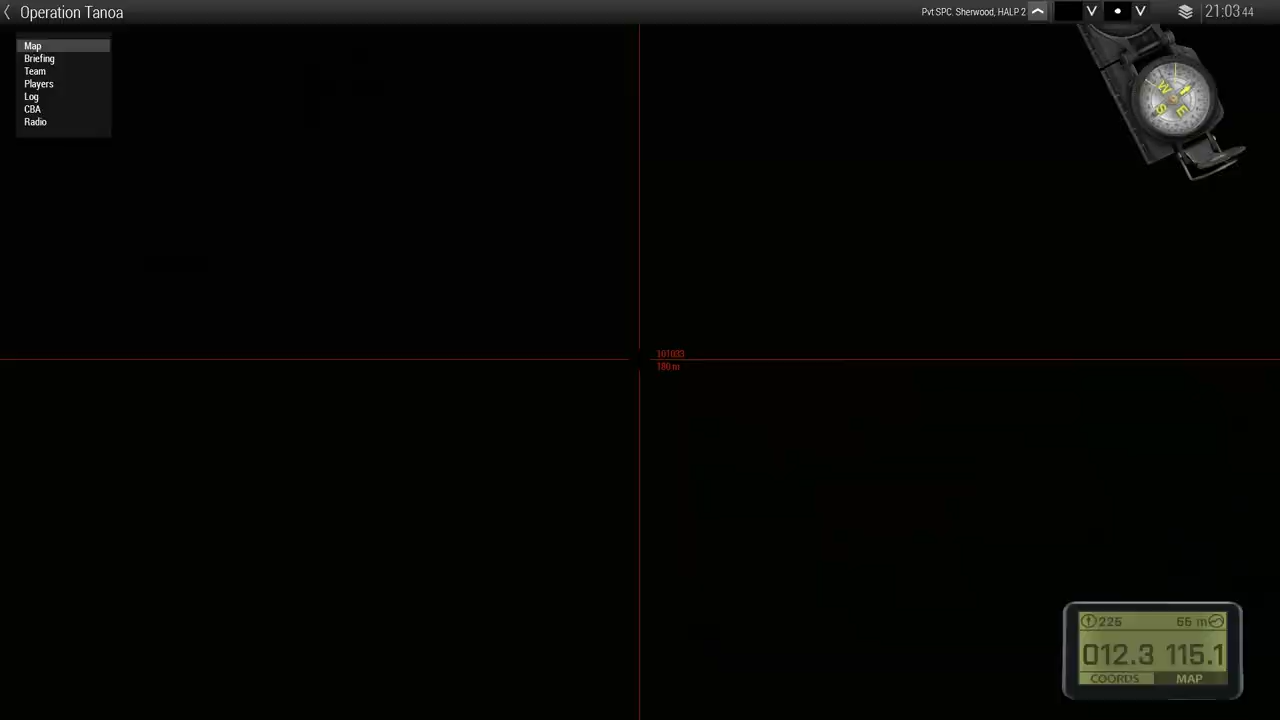 Operation Tanoa
Pvt SPC. Sherwood, HALP 2
21:03 44
Map
Briefing
Team
Players
Log
CBA
Radio
W
S
E
101033
180 m
225 66 m
012.3 115.1
COORDS MAP